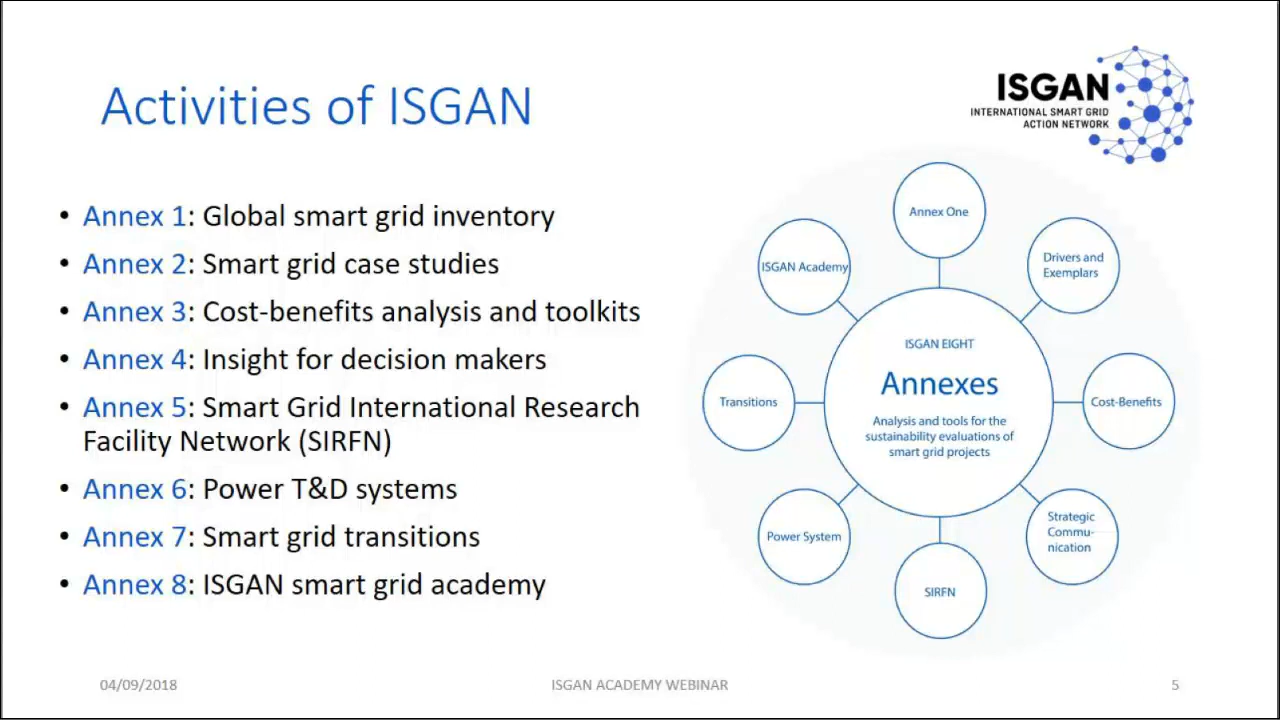 Activities of ISGAN
ISGAN
INTERNATIONAL SMART GRID
ACTION NETWORK
• Annex 1: Global smart grid inventory
• Annex 2: Smart grid case studies
• Annex 3: Cost-benefits analysis and toolkits
• Annex 4: Insight for decision makers
• Annex 5: Smart Grid International Research
Facility Network (SIRFN)
• Annex 6: Power T&D systems
• Annex 7: Smart grid transitions
• Annex 8: ISGAN smart grid academy
Annex One
Drivers and
Exemplars
Cost-Benefits
Strategic
Commu-
nication
SIRFN
Power System
Transitions
ISGAN Academy
ISGAN EIGHT
Annexes
Analysis and tools for the
sustainability evaluations of
smart grid projects
04/09/2018
ISGAN ACADEMY WEBINAR
5